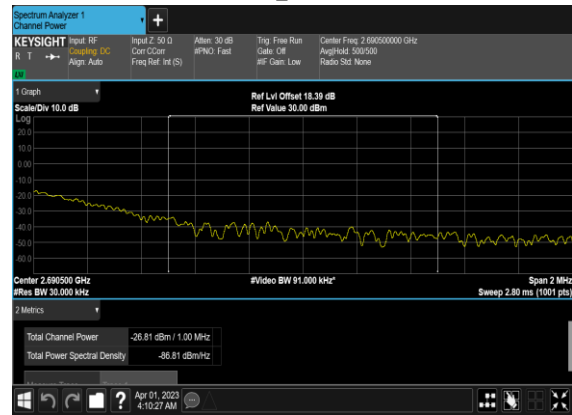 Spectrum Analyzer 1
Channel Power
+
KEYSIGHT Input: RF Input Z: 50 Ω Atten: 30 dB Trig: Free Run Center Freq: 2.690500000 GHz
R T Coupling: DC Corr CCorr #PNO: Fast Gate: Off Avg|Hold: 500/500
Align: Auto Freq Ref: Int (S) #IF Gain: Low Radio Std: None
1 Graph
Ref Lvl Offset 18.39 dB
Scale/Div 10.0 dB Ref Value 30.00 dBm
Log
20.0
10.0
0.00
-10.0
-20.0
-30.0
-40.0
-50.0
-60.0
Center 2.690500 GHz #Video BW 91.000 kHz* Span 2 MHz
#Res BW 30.000 kHz Sweep 2.80 ms (1001 pts)
2 Metrics
Total Channel Power -26.81 dBm / 1.00 MHz
Total Power Spectral Density -86.81 dBm/Hz
? Apr 01, 2023
4:10:27 AM